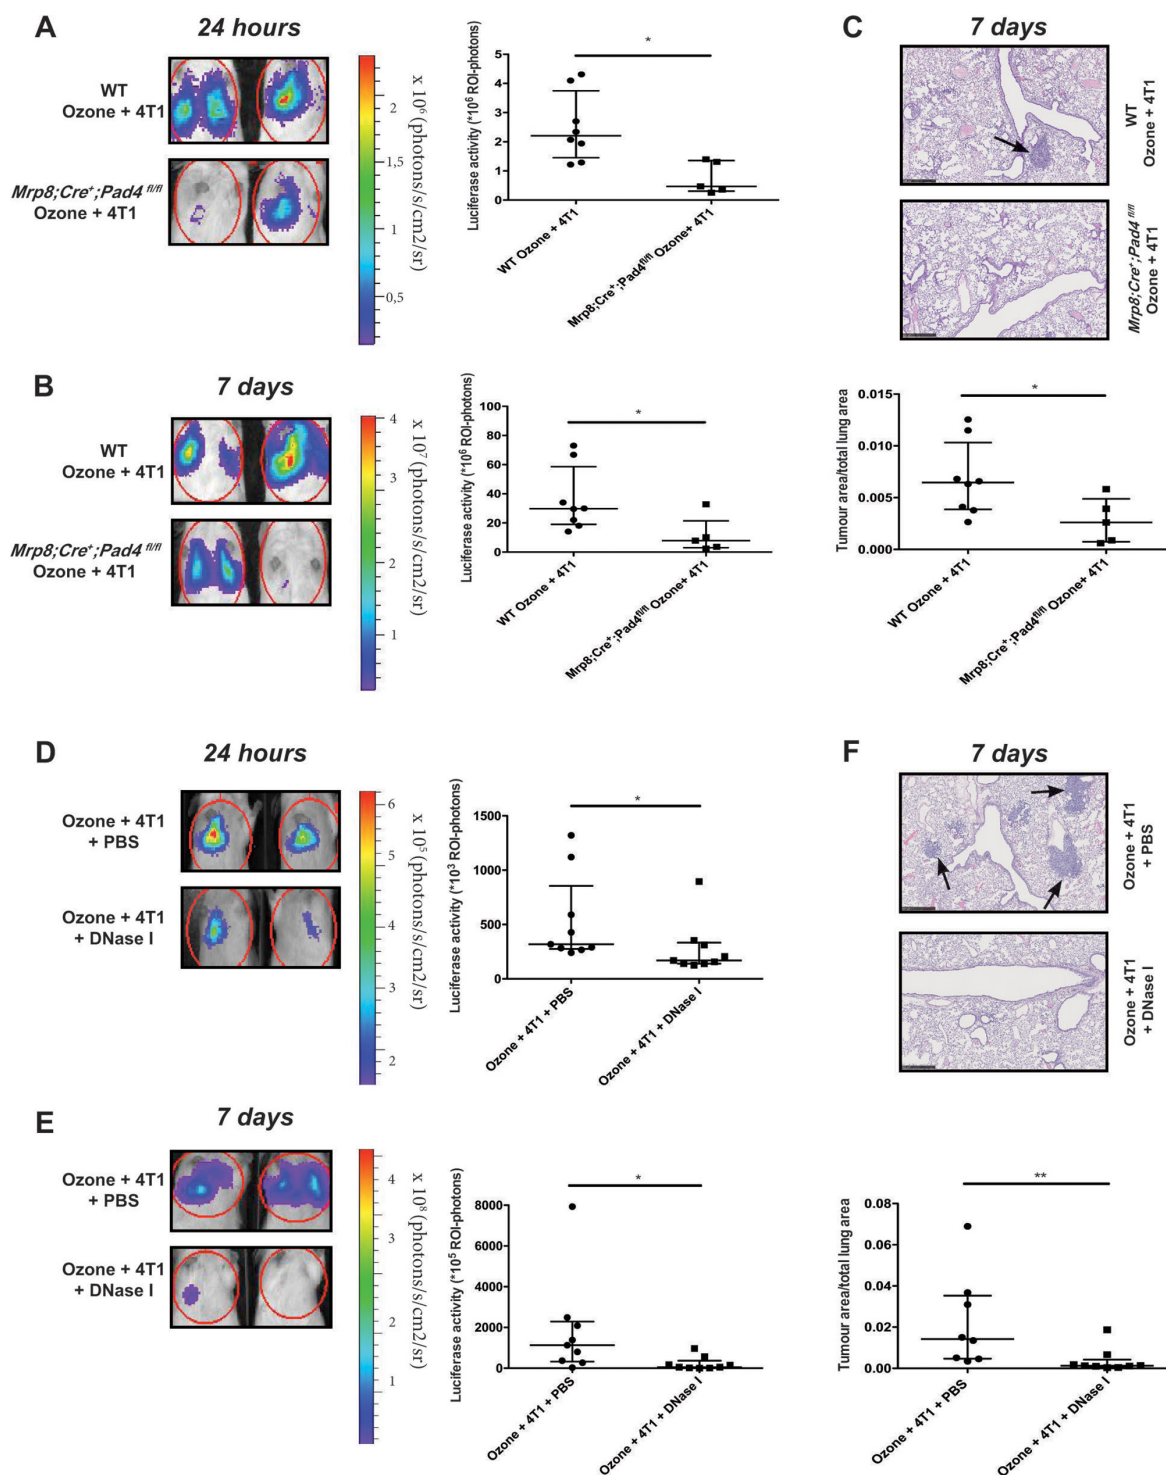 A
24 hours
WT
Ozone + 4T1
Mrp8;Cre+;Pad4 fl/fl
Ozone + 4T1
2
1
0,5
x 10⁶ (photons/s/cm2/sr)
Luciferase activity (*10⁶ ROI-photons)
5
4
3
2
1
0
*
WT Ozone + 4T1
Mrp8;Cre⁺;Pad4fl/fl Ozone+ 4T1
C
7 days
WT
Ozone + 4T1
Mrp8;Cre⁺;Pad4 fl/fl
Ozone + 4T1
B
7 days
WT
Ozone + 4T1
Mrp8;Cre⁺;Pad4 fl/fl
Ozone + 4T1
4
3
2
1
x 10⁷ (photons/s/cm2/sr)
Luciferase activity (*10⁶ ROI-photons)
100
80
60
40
20
0
*
WT Ozone + 4T1
Mrp8;Cre⁺;Pad4fl/fl Ozone+ 4T1
Tumour area/total lung area
0.015
0.010
0.005
0.000
*
WT Ozone + 4T1
Mrp8;Cre⁺;Pad4fl/fl Ozone+ 4T1
D
24 hours
Ozone + 4T1
+ PBS
Ozone + 4T1
+ DNase I
6
5
4
3
2
x 10⁵ (photons/s/cm2/sr)
Luciferase activity (*10³ ROI-photons)
1500
1000
500
0
*
Ozone + 4T1 + PBS
Ozone + 4T1 + DNase I
F
7 days
Ozone + 4T1
+ PBS
Ozone + 4T1
+ DNase I
E
7 days
Ozone + 4T1
+ PBS
Ozone + 4T1
+ DNase I
4
3
2
1
x 10⁸ (photons/s/cm2/sr)
Luciferase activity (*10⁵ ROI-photons)
8000
6000
4000
2000
0
*
Ozone + 4T1 + PBS
Ozone + 4T1 + DNase I
Tumour area/total lung area
0.08
0.06
0.04
0.02
0.00
**
Ozone + 4T1 + PBS
Ozone + 4T1 + DNase I